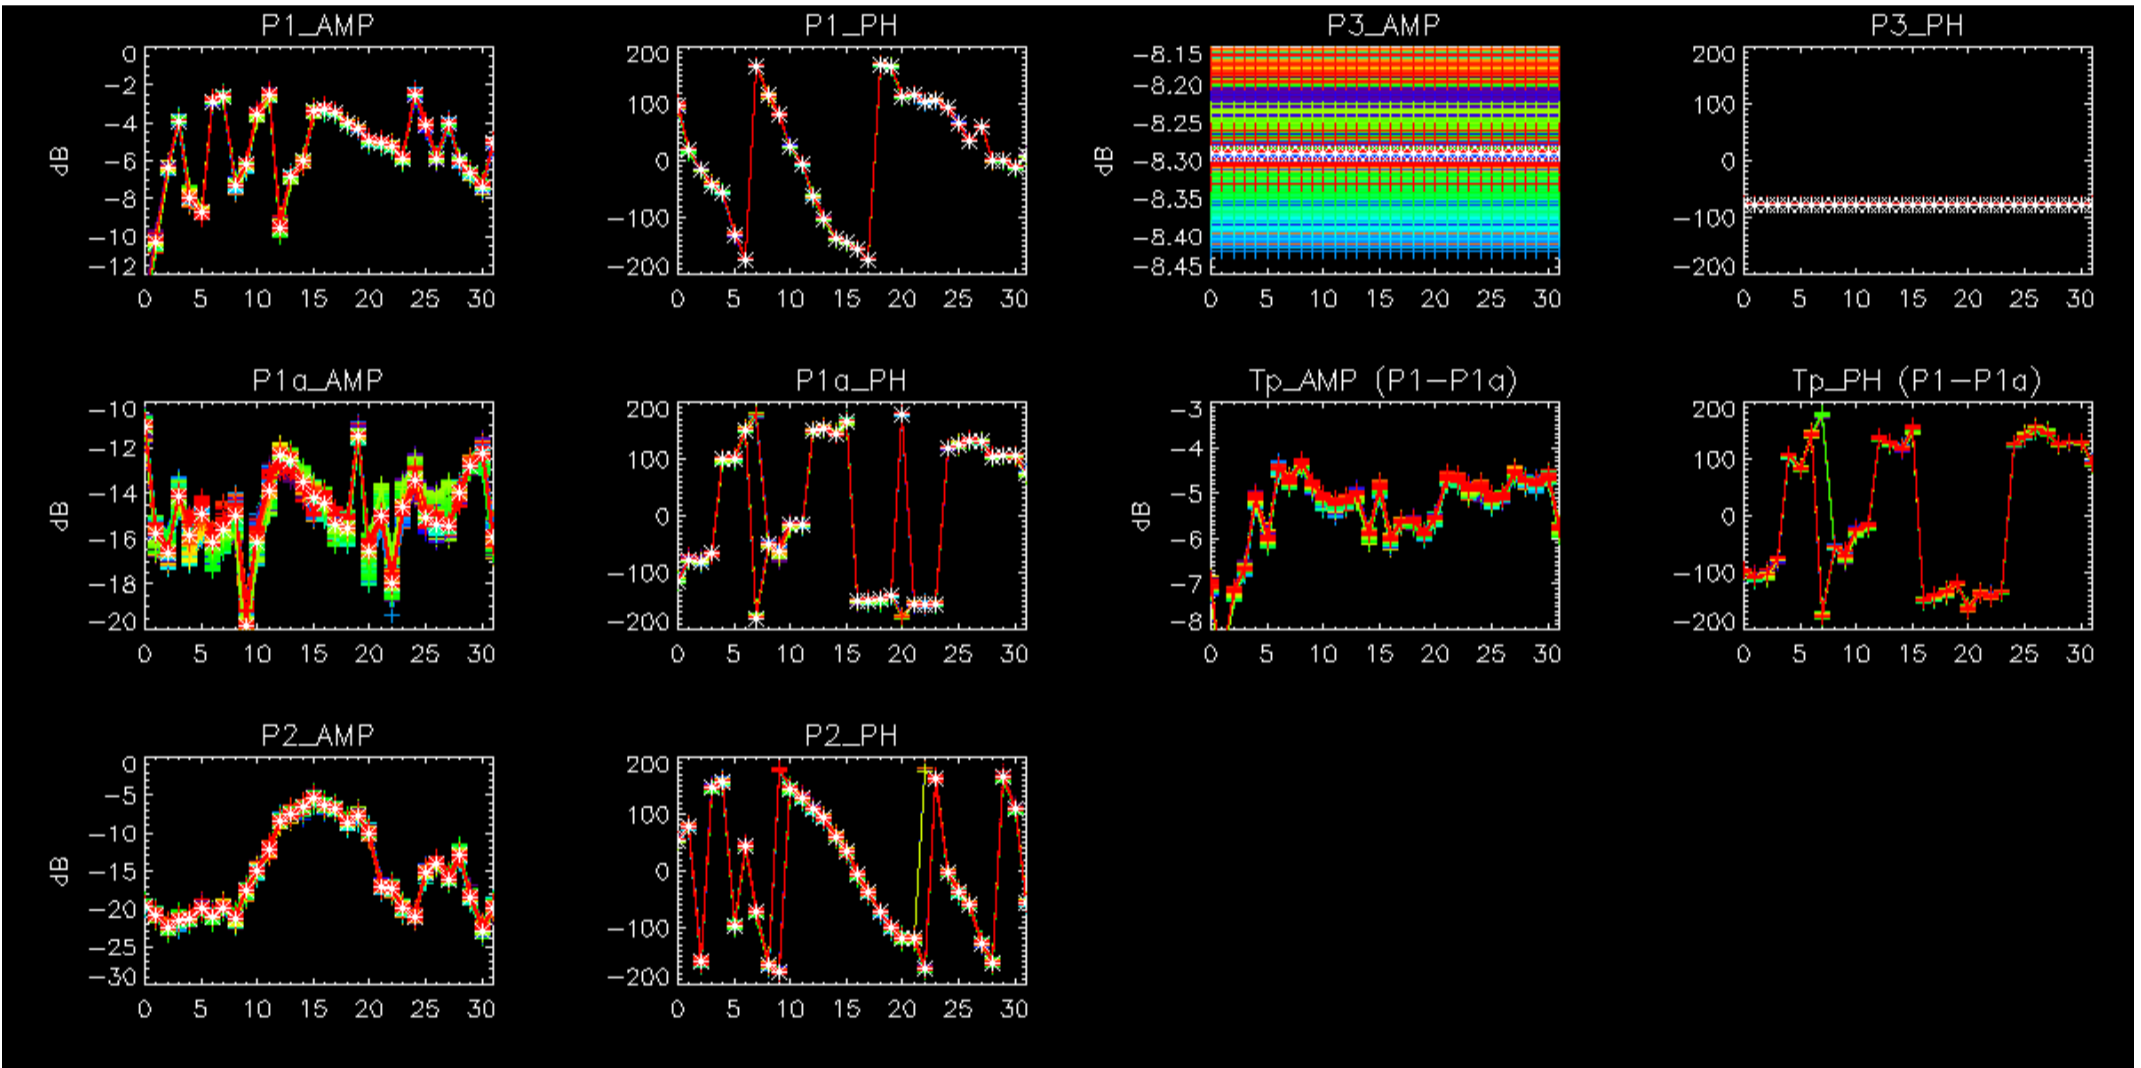 P1_AMP
0
−2
−4
−6
−8
−10
−12
dB
0 5 10 15 20 25 30
P1_PH
200
100
0
−100
−200
0 5 10 15 20 25 30
P3_AMP
−8.15
−8.20
−8.25
−8.30
−8.35
−8.40
−8.45
dB
0 5 10 15 20 25 30
P3_PH
200
100
0
−100
−200
0 5 10 15 20 25 30
P1a_AMP
−10
−12
−14
−16
−18
−20
dB
0 5 10 15 20 25 30
P1a_PH
200
100
0
−100
−200
0 5 10 15 20 25 30
Tp_AMP (P1−P1a)
−3
−4
−5
−6
−7
−8
dB
0 5 10 15 20 25 30
Tp_PH (P1−P1a)
200
100
0
−100
−200
0 5 10 15 20 25 30
P2_AMP
0
−5
−10
−15
−20
−25
−30
dB
0 5 10 15 20 25 30
P2_PH
200
100
0
−100
−200
0 5 10 15 20 25 30